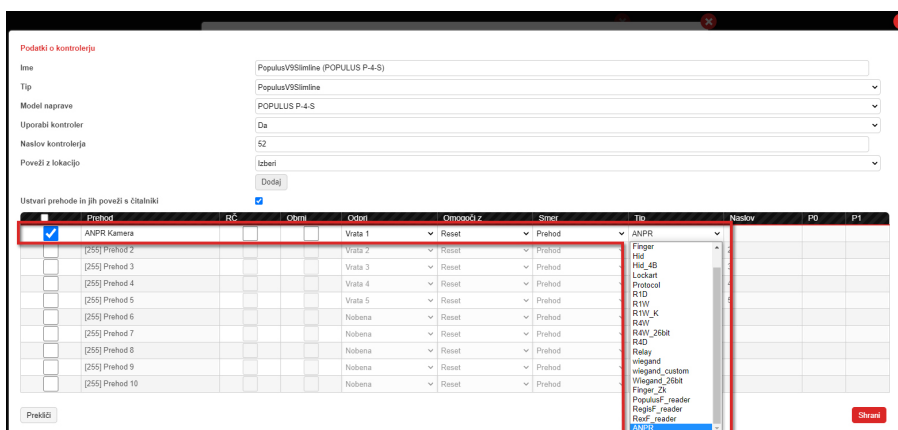 Podatki o kontrolerju
Ime PopulusV9Slimline (POPULUS P-4-S)
Tip PopulusV9Slimline
Model naprave POPULUS P-4-S
Uporabi kontroler Da
Naslov kontrolerja 52
Poveži z lokacijo Izberi
Dodaj
Ustvari prehode in jih poveži s čitalniki
Prehod RČ Obrni Odpri Omogoči z Smer Tip Naslov P0 P1
ANPR Kamera Vrata 1 Reset Prehod ANPR
[255] Prehod 2 Vrata 2 Reset Prehod
[255] Prehod 3 Vrata 3 Reset Prehod
[255] Prehod 4 Vrata 4 Reset Prehod
[255] Prehod 5 Vrata 5 Reset Prehod
[255] Prehod 6 Nobena Reset Prehod
[255] Prehod 7 Nobena Reset Prehod
[255] Prehod 8 Nobena Reset Prehod
[255] Prehod 9 Nobena Reset Prehod
[255] Prehod 10 Nobena Reset Prehod
Finger
Hid
Hid_4B
Lockart
Protocol
R1D
R1W
R1W_K
R4W
R4W_26bit
R4D
Relay
wiegand
wiegand_custom
Wiegand_26bit
Finger_Zk
PopulusF_reader
RegisF_reader
RexF_reader
ANPR
Prekliči Shrani